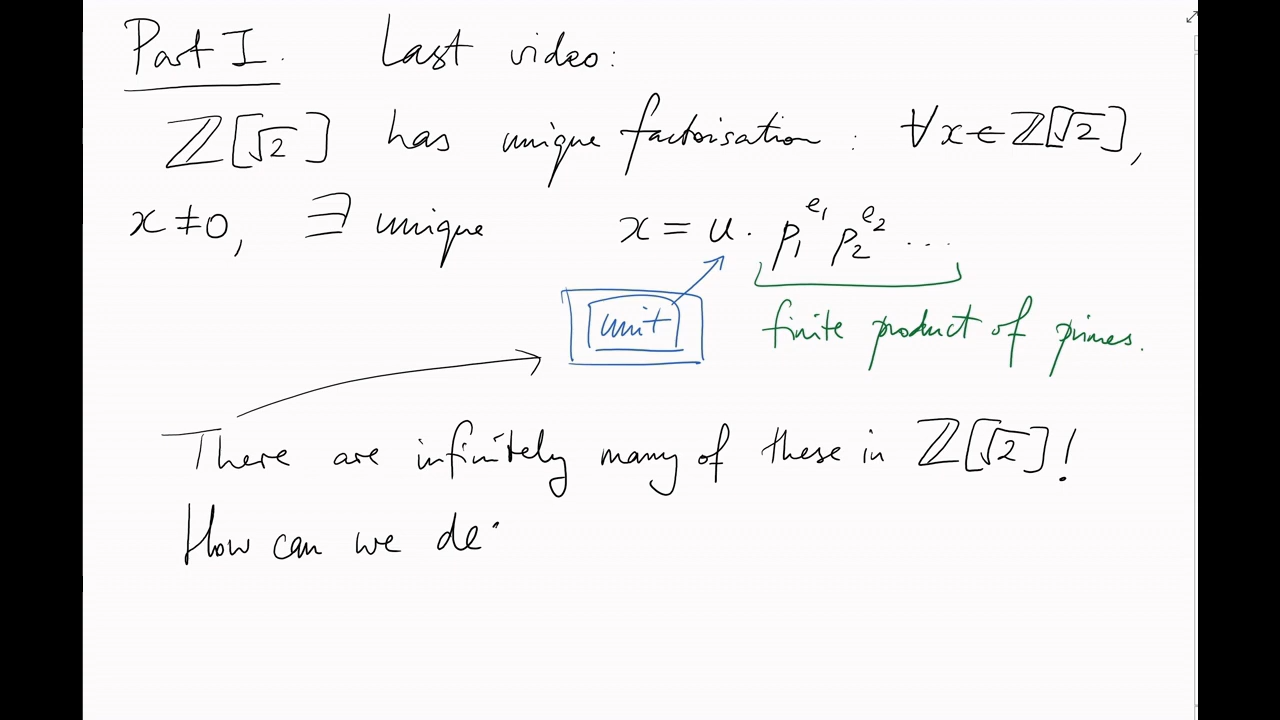 Part I. Last video:
ℤ[√2] has unique factorisation: ∀x∈ℤ[√2],
x≠0, ∃ unique x = u. p₁^e₁ p₂^e₂ ...
unit
finite product of primes.
There are infinitely many of these in ℤ[√2]!
How can we de